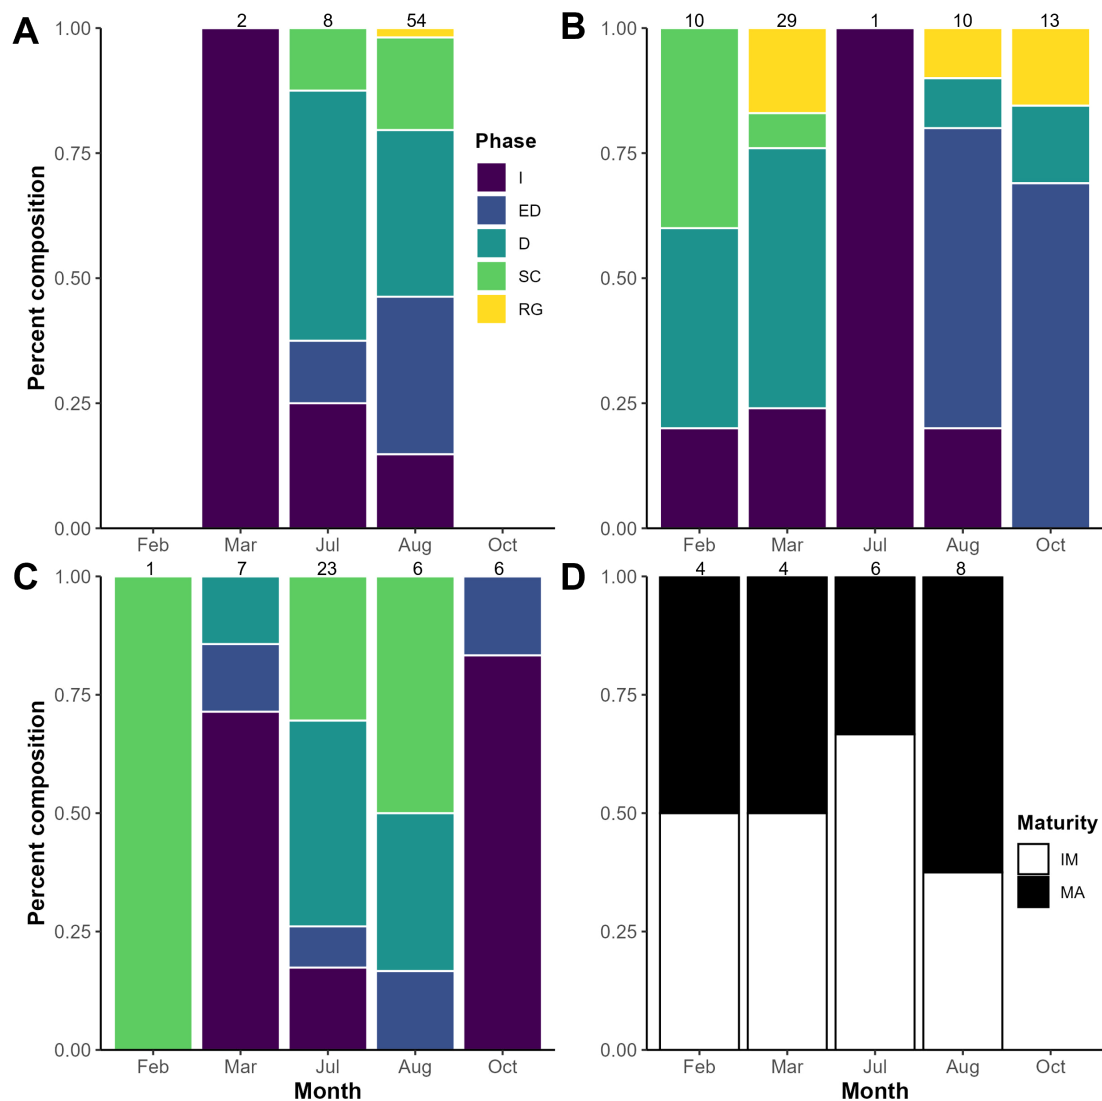 A
2 8 54
1.00
0.75
0.50
0.25
0.00
Percent composition
Feb Mar Jul Aug Oct
Phase
I
ED
D
SC
RG
B
10 29 1 10 13
1.00
0.75
0.50
0.25
0.00
Percent composition
Feb Mar Jul Aug Oct
C
1 7 23 6 6
1.00
0.75
0.50
0.25
0.00
Percent composition
Feb Mar Jul Aug Oct
Month
D
4 4 6 8
1.00
0.75
0.50
0.25
0.00
Feb Mar Jul Aug Oct
Month
Maturity
IM
MA